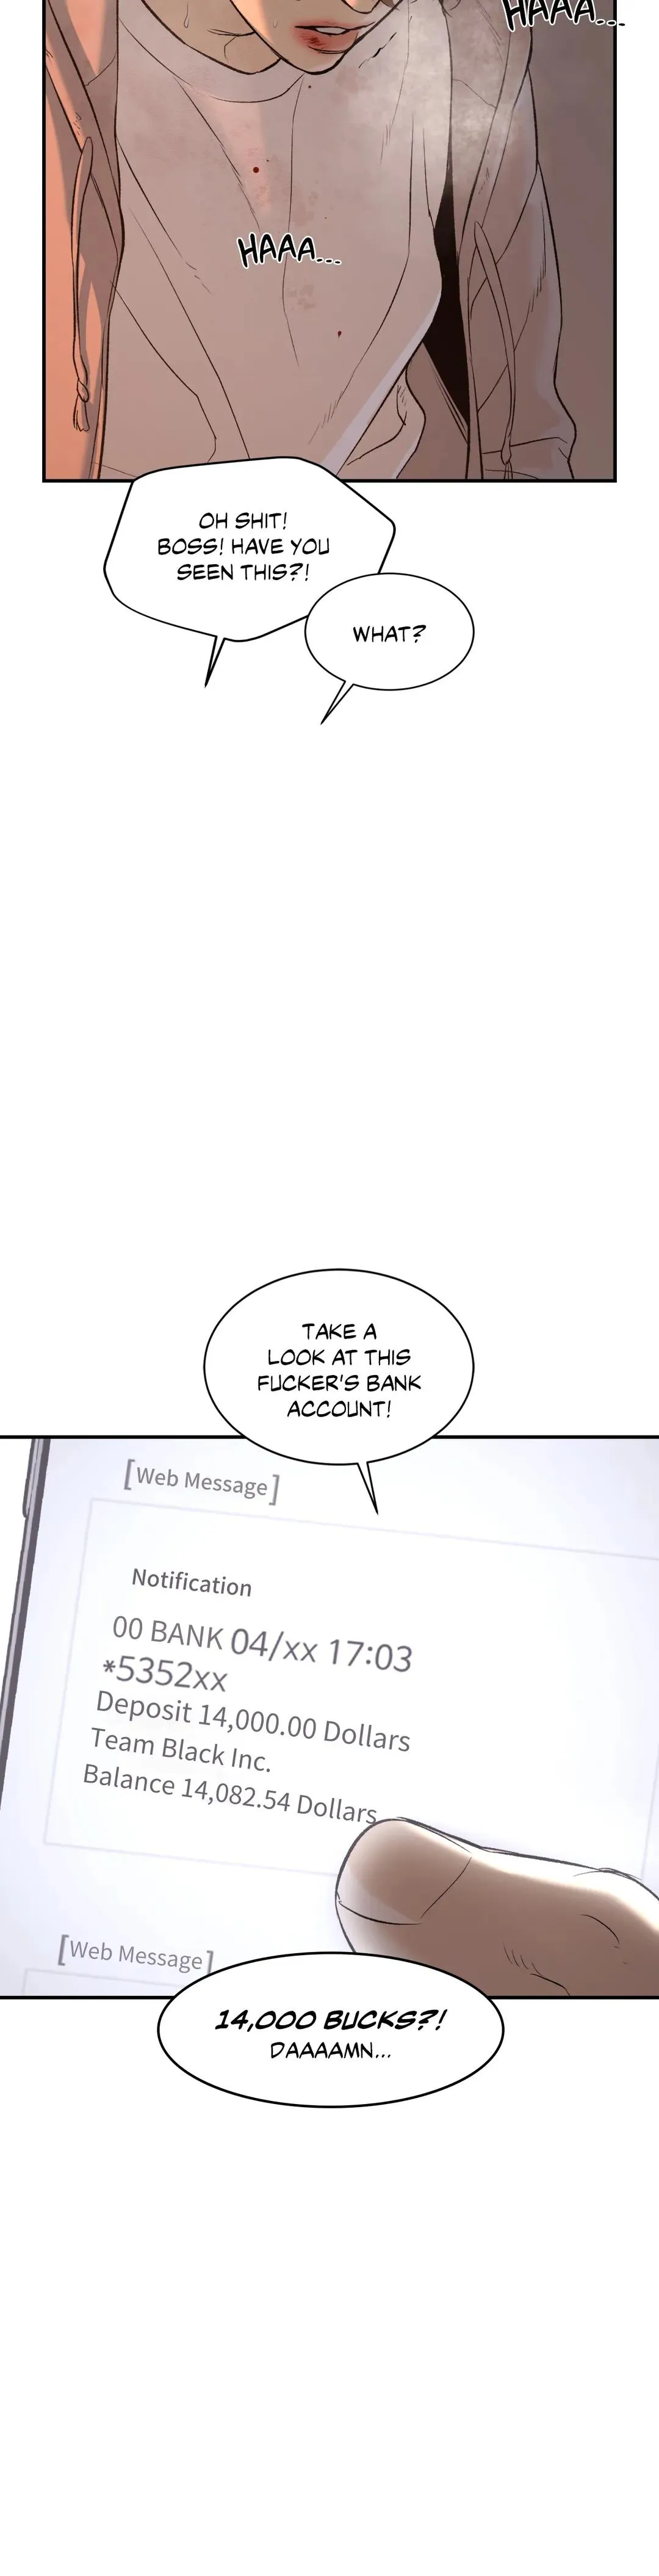 HAAA...
HAAA...
OH SHIT!
BOSS! HAVE YOU
SEEN THIS?!
WHAT?
TAKE A
LOOK AT THIS
FUCKER'S BANK
ACCOUNT!
[Web Message]
Notification
00 BANK 04/xx 17:03
*5352xx
Deposit 14,000.00 Dollars
Team Black Inc.
Balance 14,082.54 Dollars
[Web Message]
14,000 BUCKS?!
DAAAAMN...